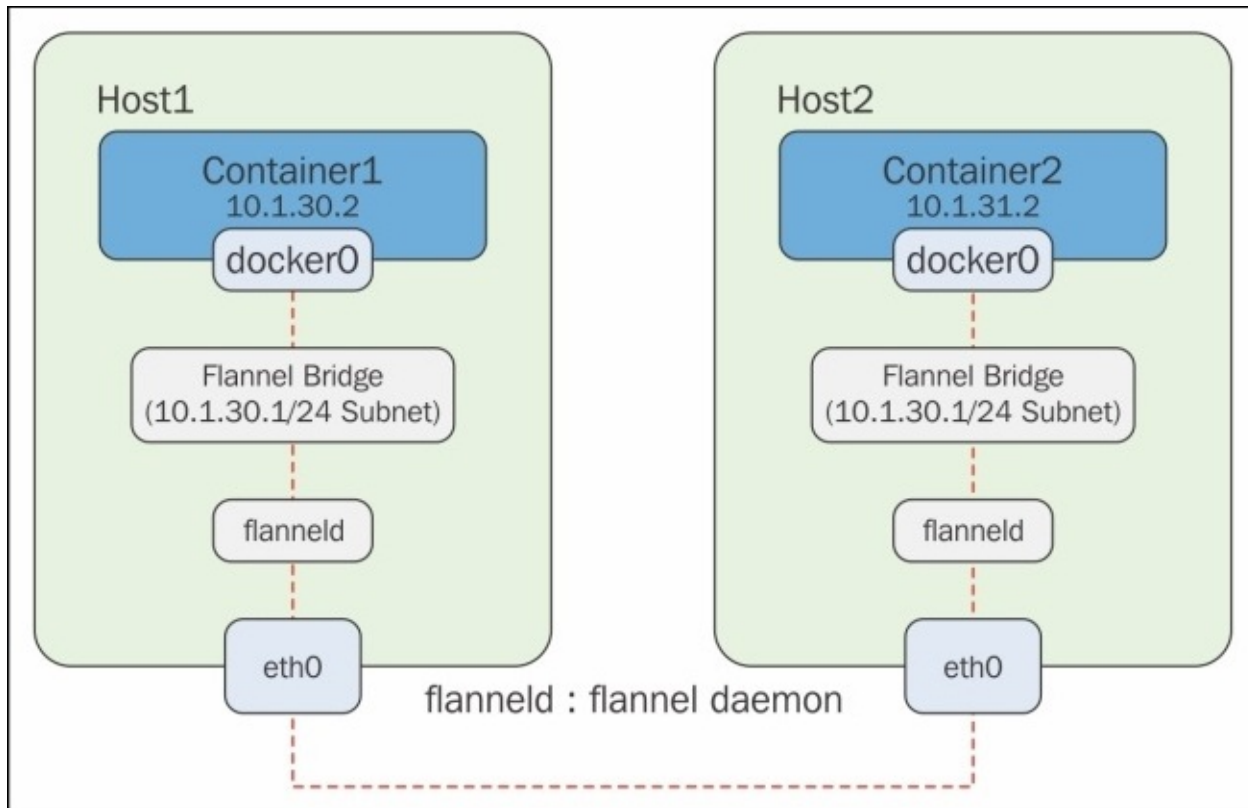 Host1
Container1
10.1.30.2
docker0
Flannel Bridge
(10.1.30.1/24 Subnet)
flanneld
eth0
Host2
Container2
10.1.31.2
docker0
Flannel Bridge
(10.1.30.1/24 Subnet)
flanneld
eth0
flanneld : flannel daemon